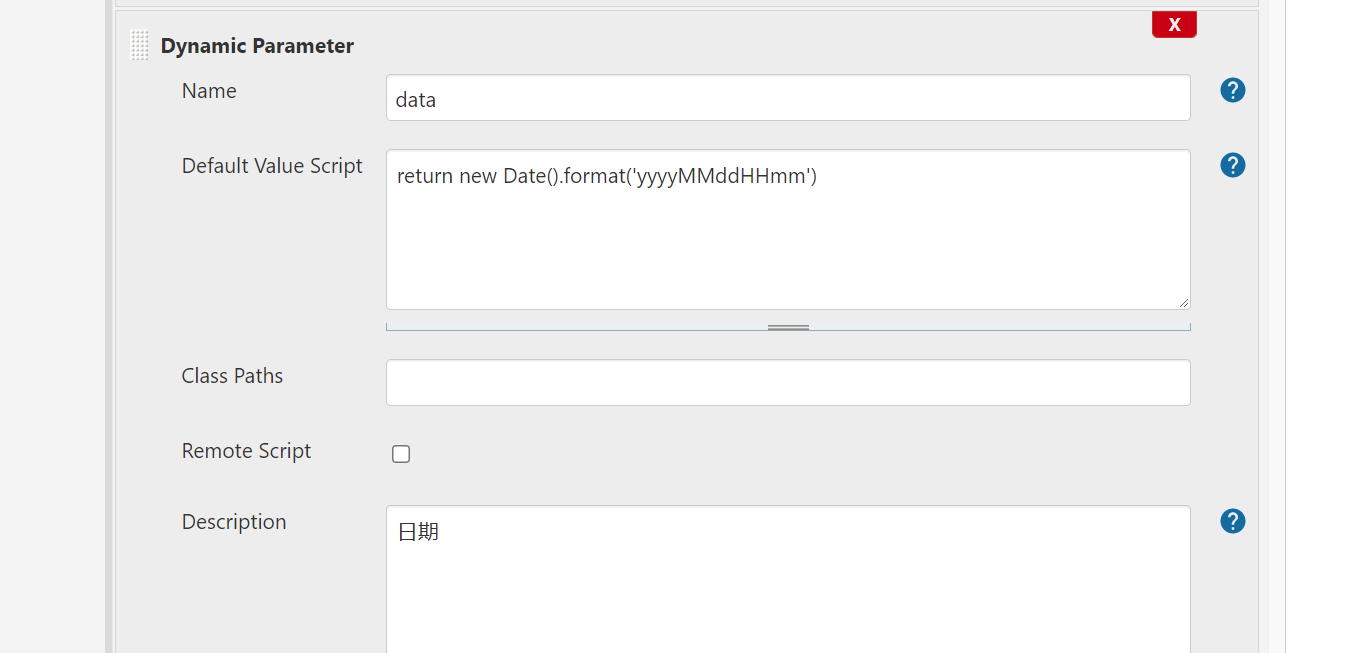 X
Dynamic Parameter
Name
data
?
Default Value Script
return new Date().format('yyyyMMddHHmm')
?
Class Paths
Remote Script
Description
日期
?